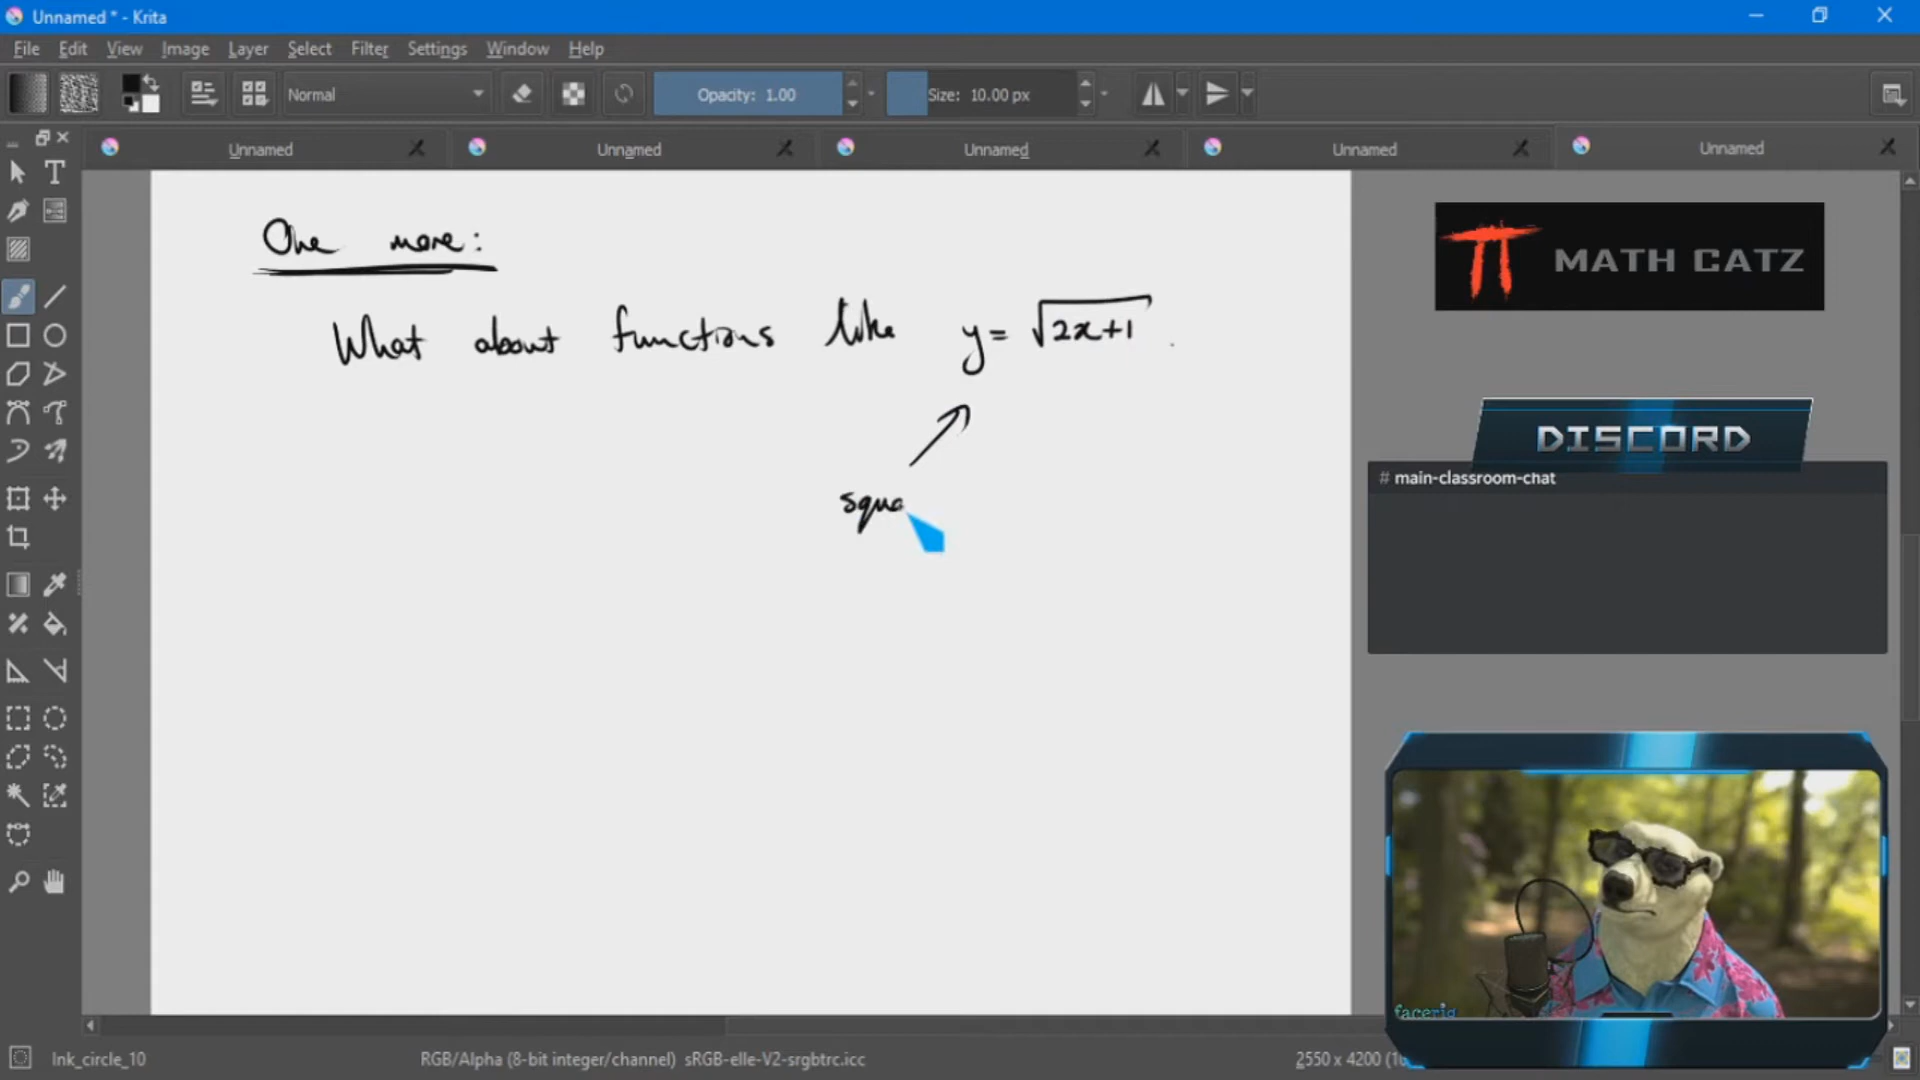 Unnamed * - Krita
File Edit View Image Layer Select Filter Settings Window Help
Normal Opacity: 1.00 Size: 10.00 px
Unnamed Unnamed Unnamed Unnamed Unnamed
One more:
What about functions like y = √2x+1 .
squa
MATH CATZ
DISCORD
# main-classroom-chat
facerig
Ink_circle_10 RGB/Alpha (8-bit integer/channel) sRGB-elle-V2-srgbtrc.icc 2550 x 4200